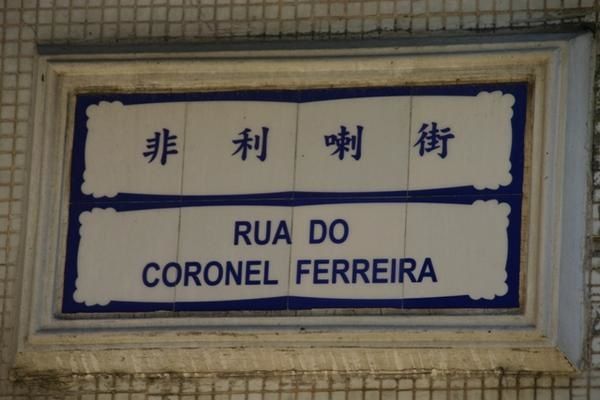 非利喇街
RUA DO
CORONEL FERREIRA